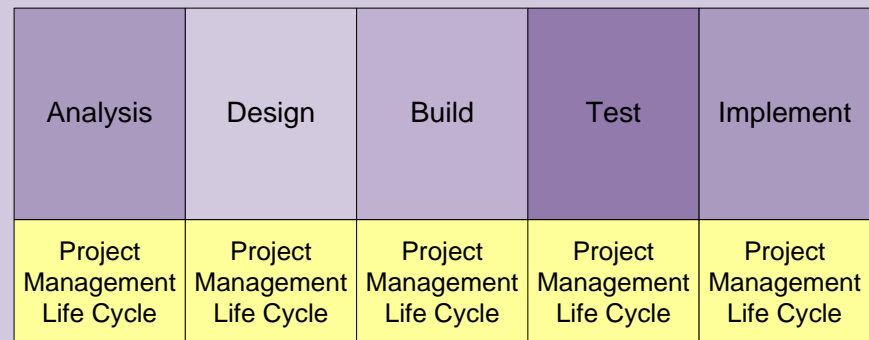 Analysis
Design
Build
Test
Implement
Project
Management
Life Cycle
Project
Management
Life Cycle
Project
Management
Life Cycle
Project
Management
Life Cycle
Project
Management
Life Cycle